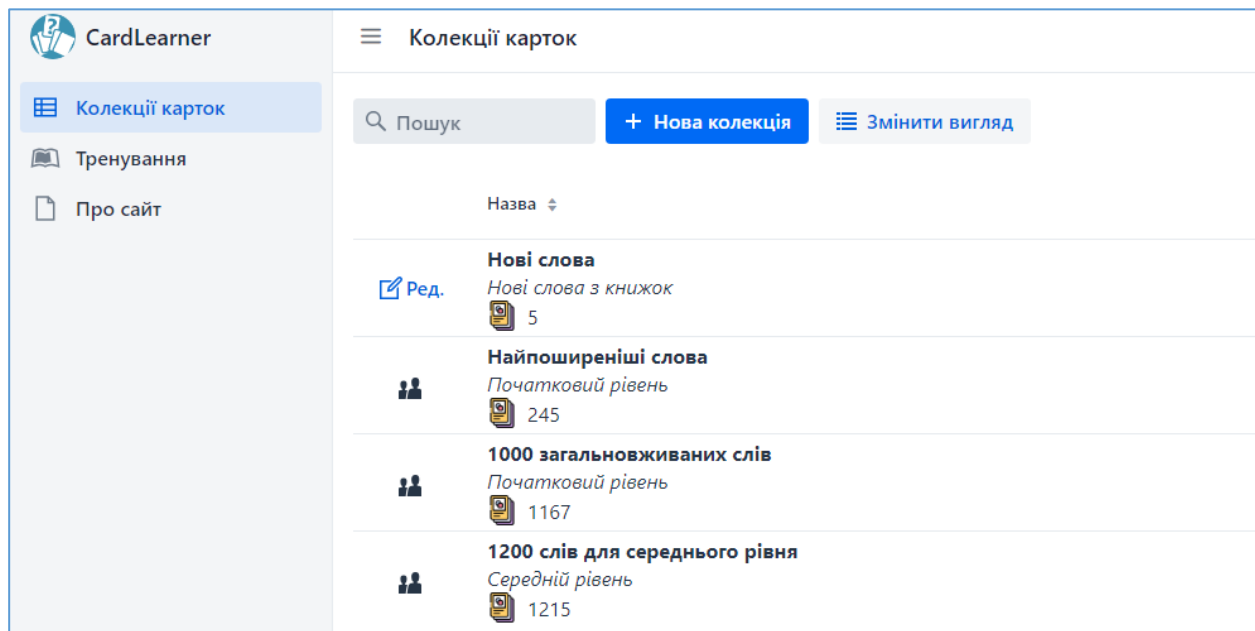 CardLearner
Колекції карток
Тренування
Про сайт
Колекції карток
Пошук
+ Нова колекція
Змінити вигляд
Назва
Ред.
Нові слова
Нові слова з книжок
5
Найпоширеніші слова
Початковий рівень
245
1000 загальновживаних слів
Початковий рівень
1167
1200 слів для середнього рівня
Середній рівень
1215